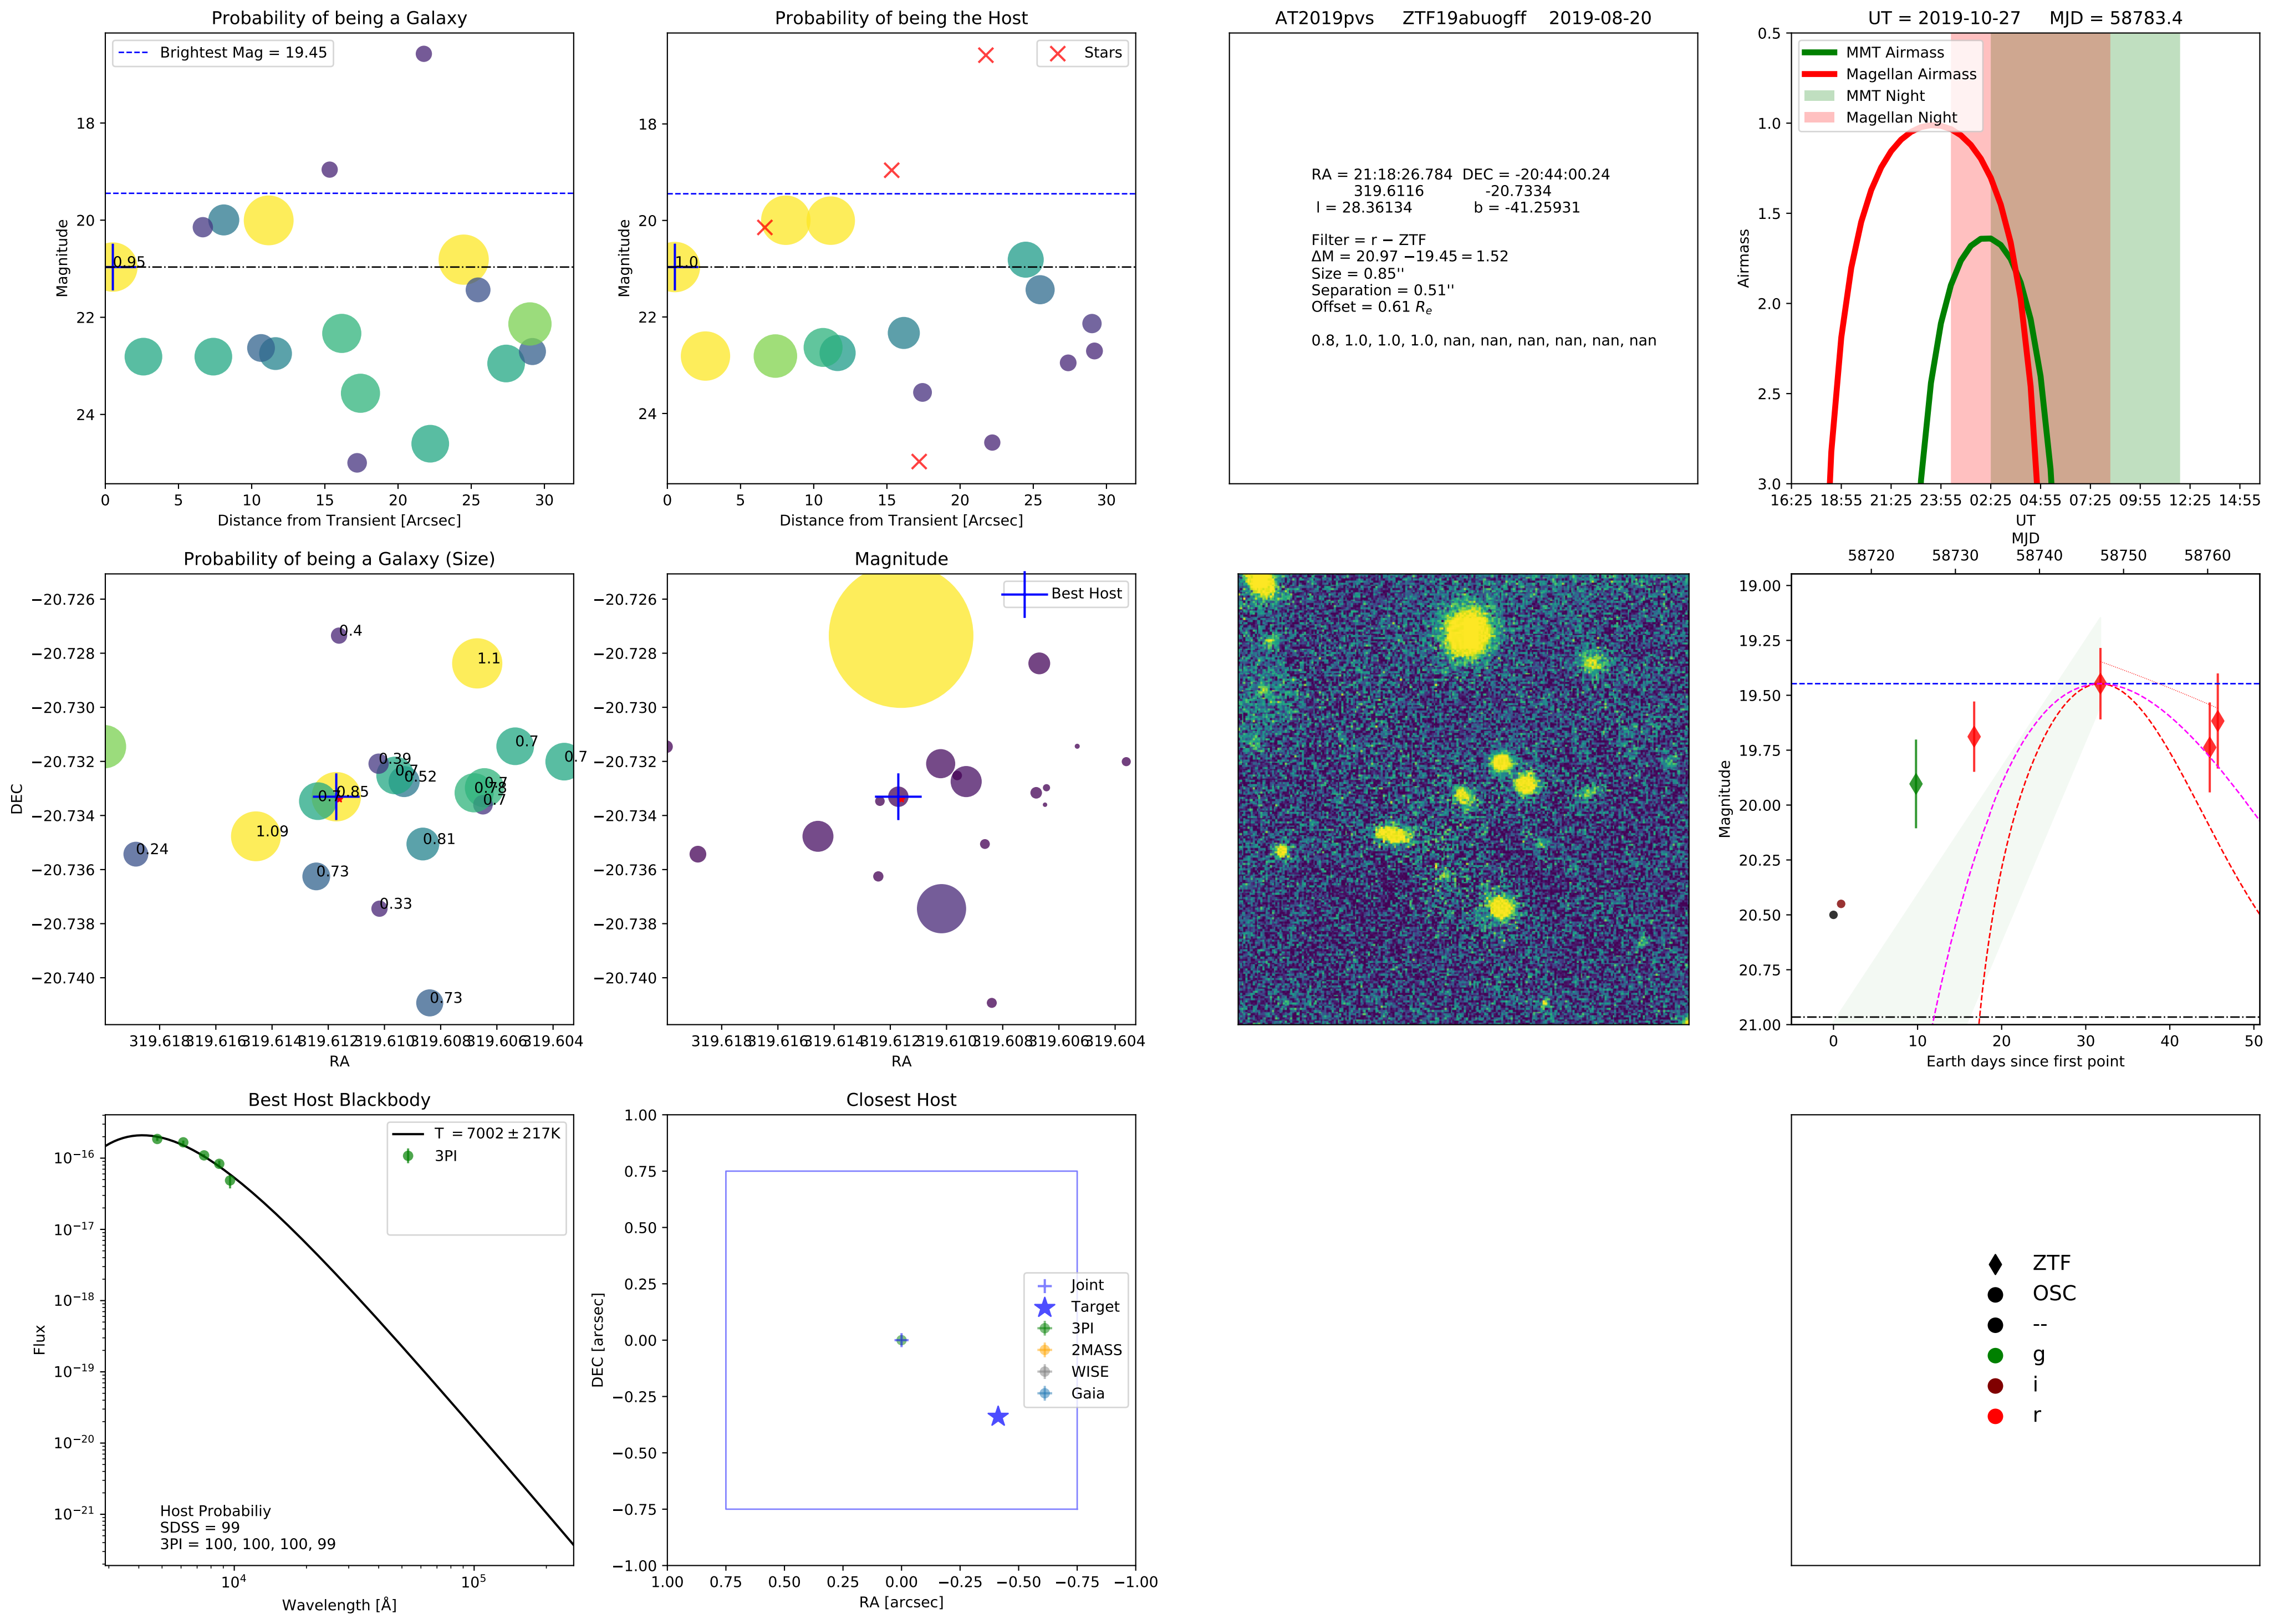 Probability of being a Galaxy
Brightest Mag = 19.45
0.95
18
20
22
24
Magnitude
0 5 10 15 20 25 30
Distance from Transient [Arcsec]
Probability of being the Host
Stars
1.0
18
20
22
24
Magnitude
0 5 10 15 20 25 30
Distance from Transient [Arcsec]
AT2019pvs ZTF19abuogff 2019-08-20
RA = 21:18:26.784 DEC = -20:44:00.24
319.6116 -20.7334
l = 28.36134 b = -41.25931
Filter = r − ZTF
ΔM = 20.97 −19.45 = 1.52
Size = 0.85''
Separation = 0.51''
Offset = 0.61 Re
0.8, 1.0, 1.0, 1.0, nan, nan, nan, nan, nan, nan
UT = 2019-10-27 MJD = 58783.4
MMT Airmass
Magellan Airmass
MMT Night
Magellan Night
0.5
1.0
1.5
2.0
2.5
3.0
Airmass
16:25 18:55 21:25 23:55 02:25 04:55 07:25 09:55 12:25 14:55
UT
Probability of being a Galaxy (Size)
−20.726
−20.728
−20.730
−20.732
−20.734
−20.736
−20.738
−20.740
DEC
0.4
1.1
0.7
0.7
0.39
0.7
0.52
0.85
0.7
0.78
0.7
1.09
0.81
0.24
0.73
0.33
0.73
319.618 319.616 319.614 319.612 319.610 319.608 319.606 319.604
RA
Magnitude
Best Host
−20.726
−20.728
−20.730
−20.732
−20.734
−20.736
−20.738
−20.740
319.618 319.616 319.614 319.612 319.610 319.608 319.606 319.604
RA
MJD
58720 58730 58740 58750 58760
19.00
19.25
19.50
19.75
20.00
20.25
20.50
20.75
21.00
Magnitude
0 10 20 30 40 50
Earth days since first point
Best Host Blackbody
T = 7002 ± 217K
3PI
10−16
10−17
10−18
10−19
10−20
10−21
Flux
Host Probabiliy
SDSS = 99
3PI = 100, 100, 100, 99
104 105
Wavelength [Å]
Closest Host
1.00
0.75
0.50
0.25
0.00
−0.25
−0.50
−0.75
−1.00
DEC [arcsec]
Joint
Target
3PI
2MASS
WISE
Gaia
1.00 0.75 0.50 0.25 0.00 −0.25 −0.50 −0.75 −1.00
RA [arcsec]
ZTF
OSC
--
g
i
r